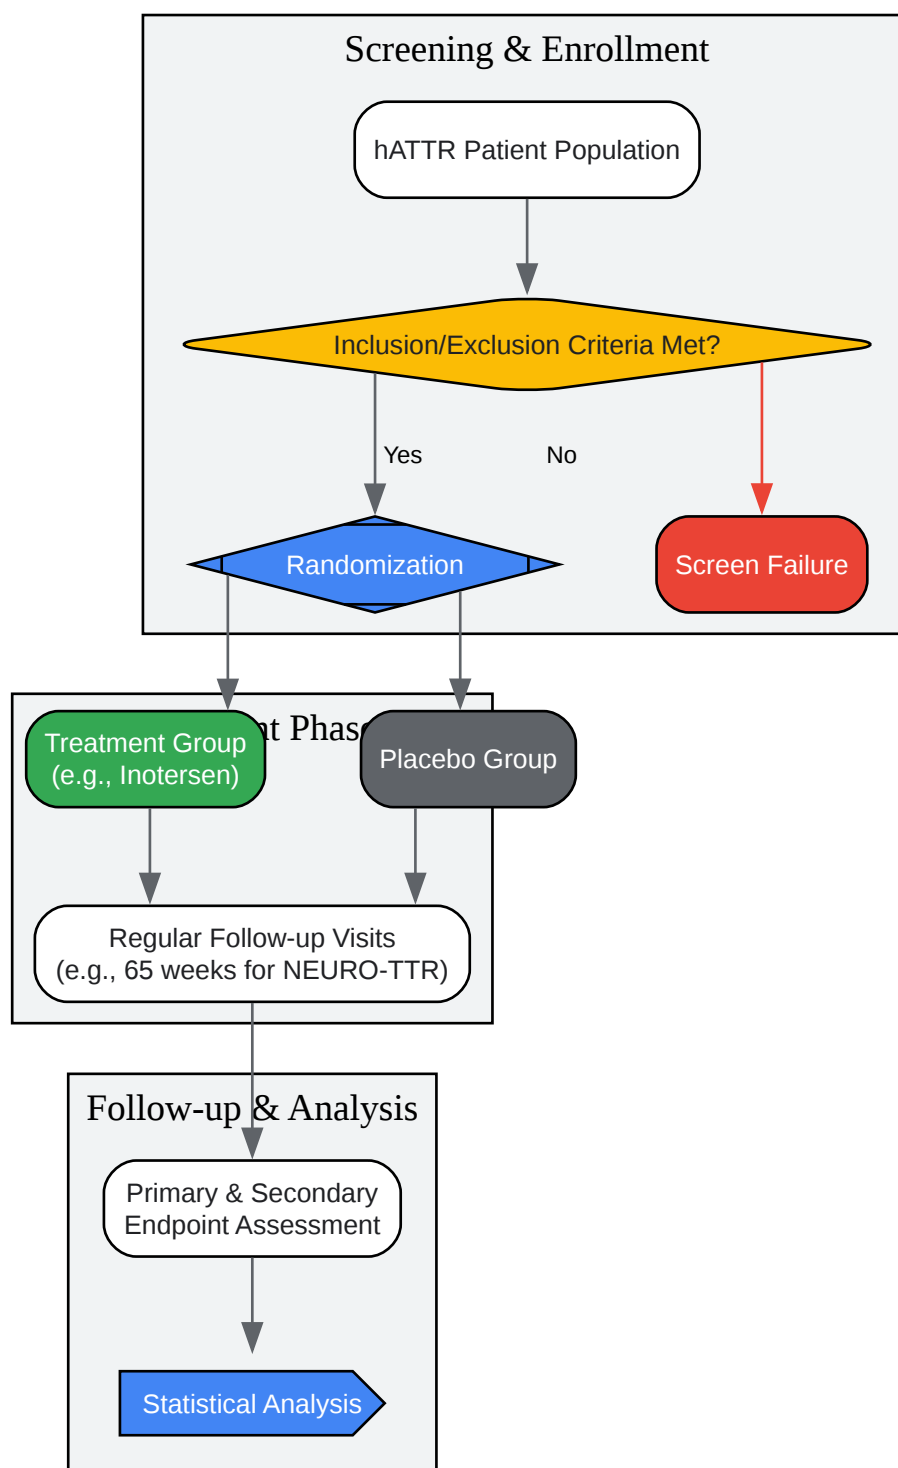 Screening & Enrollment
hATTR Patient Population
Inclusion/Exclusion Criteria Met?
Yes
No
Randomization
Screen Failure
Phase
Treatment Group
(e.g., Inotersen)
Placebo Group
Regular Follow-up Visits
(e.g., 65 weeks for NEURO-TTR)
Follow-up & Analysis
Primary & Secondary
Endpoint Assessment
Statistical Analysis